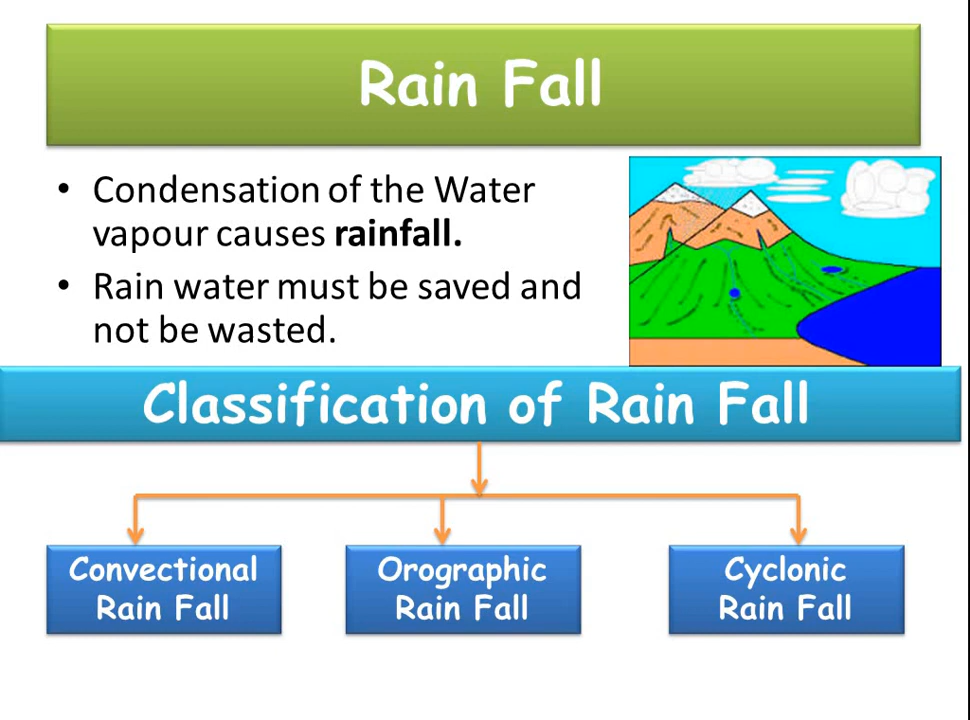 Rain Fall
• Condensation of the Water
vapour causes rainfall.
• Rain water must be saved and
not be wasted.
Classification of Rain Fall
Convectional
Rain Fall
Orographic
Rain Fall
Cyclonic
Rain Fall